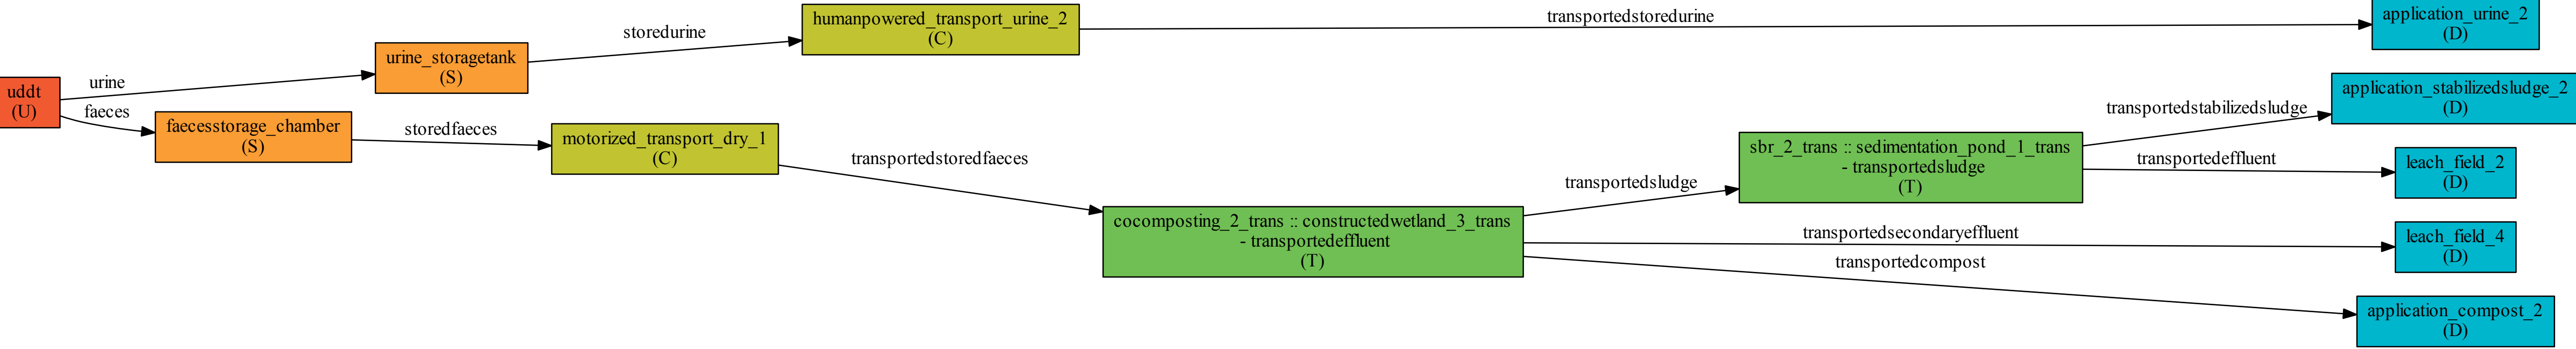 uddt
(U)
urine
faeces
urine_storagetank
(S)
faecesstorage_chamber
(S)
storedurine
storedfaeces
humanpowered_transport_urine_2
(C)
motorized_transport_dry_1
(C)
transportedstoredurine
transportedstoredfaeces
cocomposting_2_trans :: constructedwetland_3_trans
- transportedeffluent
(T)
transportedsludge
transportedsecondaryeffluent
transportedcompost
sbr_2_trans :: sedimentation_pond_1_trans
- transportedsludge
(T)
transportedstabilizedsludge
transportedeffluent
application_urine_2
(D)
application_stabilizedsludge_2
(D)
leach_field_2
(D)
leach_field_4
(D)
application_compost_2
(D)